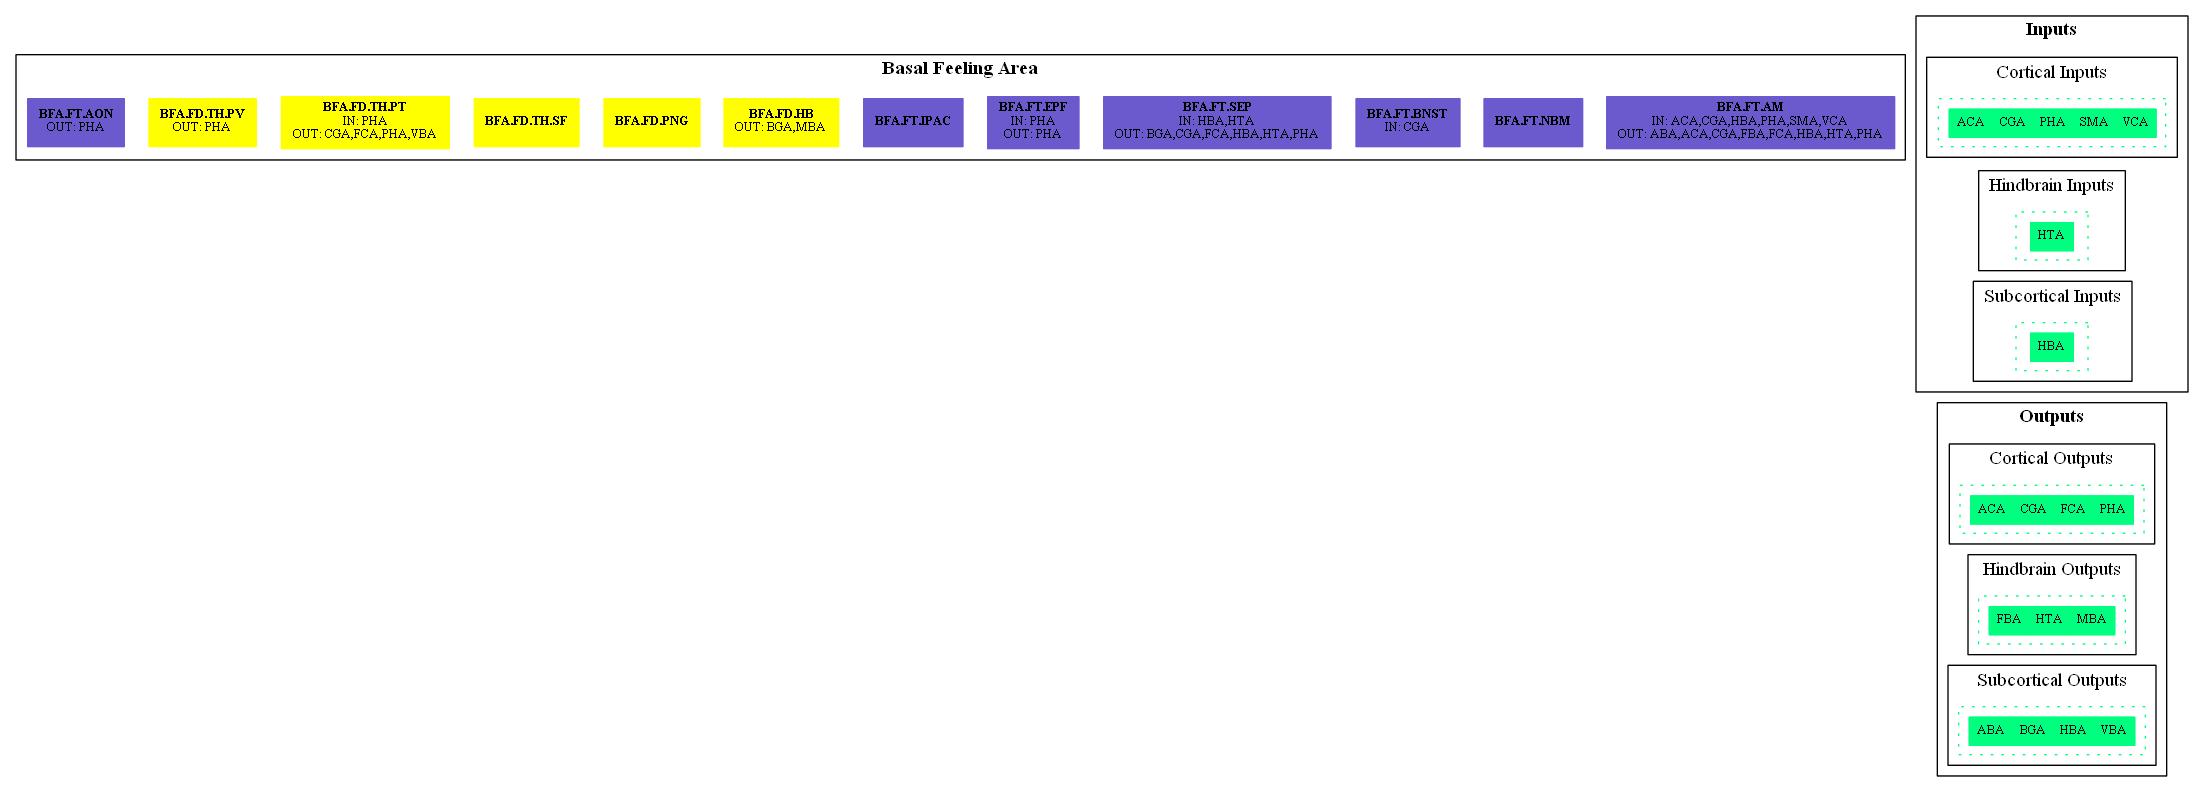 Basal Feeling Area
BFA.FT.AON
OUT: PHA
BFA.FD.TH.PV
OUT: PHA
BFA.FD.TH.PT
IN: PHA
OUT: CGA,FCA,PHA,VBA
BFA.FD.TH.SF
BFA.FD.PNG
BFA.FD.HB
OUT: BGA,MBA
BFA.FT.IPAC
BFA.FT.EPF
IN: PHA
OUT: PHA
BFA.FT.SEP
IN: HBA,HTA
OUT: BGA,CGA,FCA,HBA,HTA,PHA
BFA.FT.BNST
IN: CGA
BFA.FT.NBM
BFA.FT.AM
IN: ACA,CGA,HBA,PHA,SMA,VCA
OUT: ABA,ACA,CGA,FBA,FCA,HBA,HTA,PHA
Inputs
Cortical Inputs
ACA CGA PHA SMA VCA
Hindbrain Inputs
HTA
Subcortical Inputs
HBA
Outputs
Cortical Outputs
ACA CGA FCA PHA
Hindbrain Outputs
FBA HTA MBA
Subcortical Outputs
ABA BGA HBA VBA